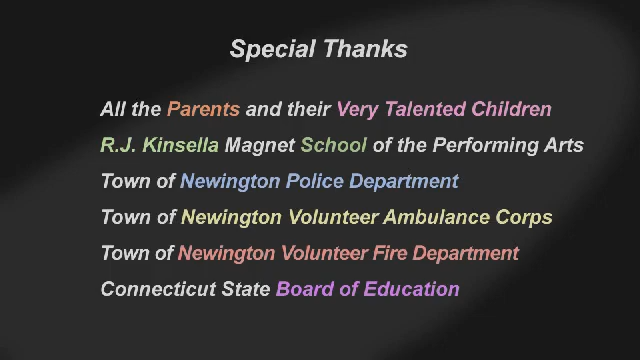 Special Thanks
All the Parents and their Very Talented Children
R.J. Kinsella Magnet School of the Performing Arts
Town of Newington Police Department
Town of Newington Volunteer Ambulance Corps
Town of Newington Volunteer Fire Department
Connecticut State Board of Education